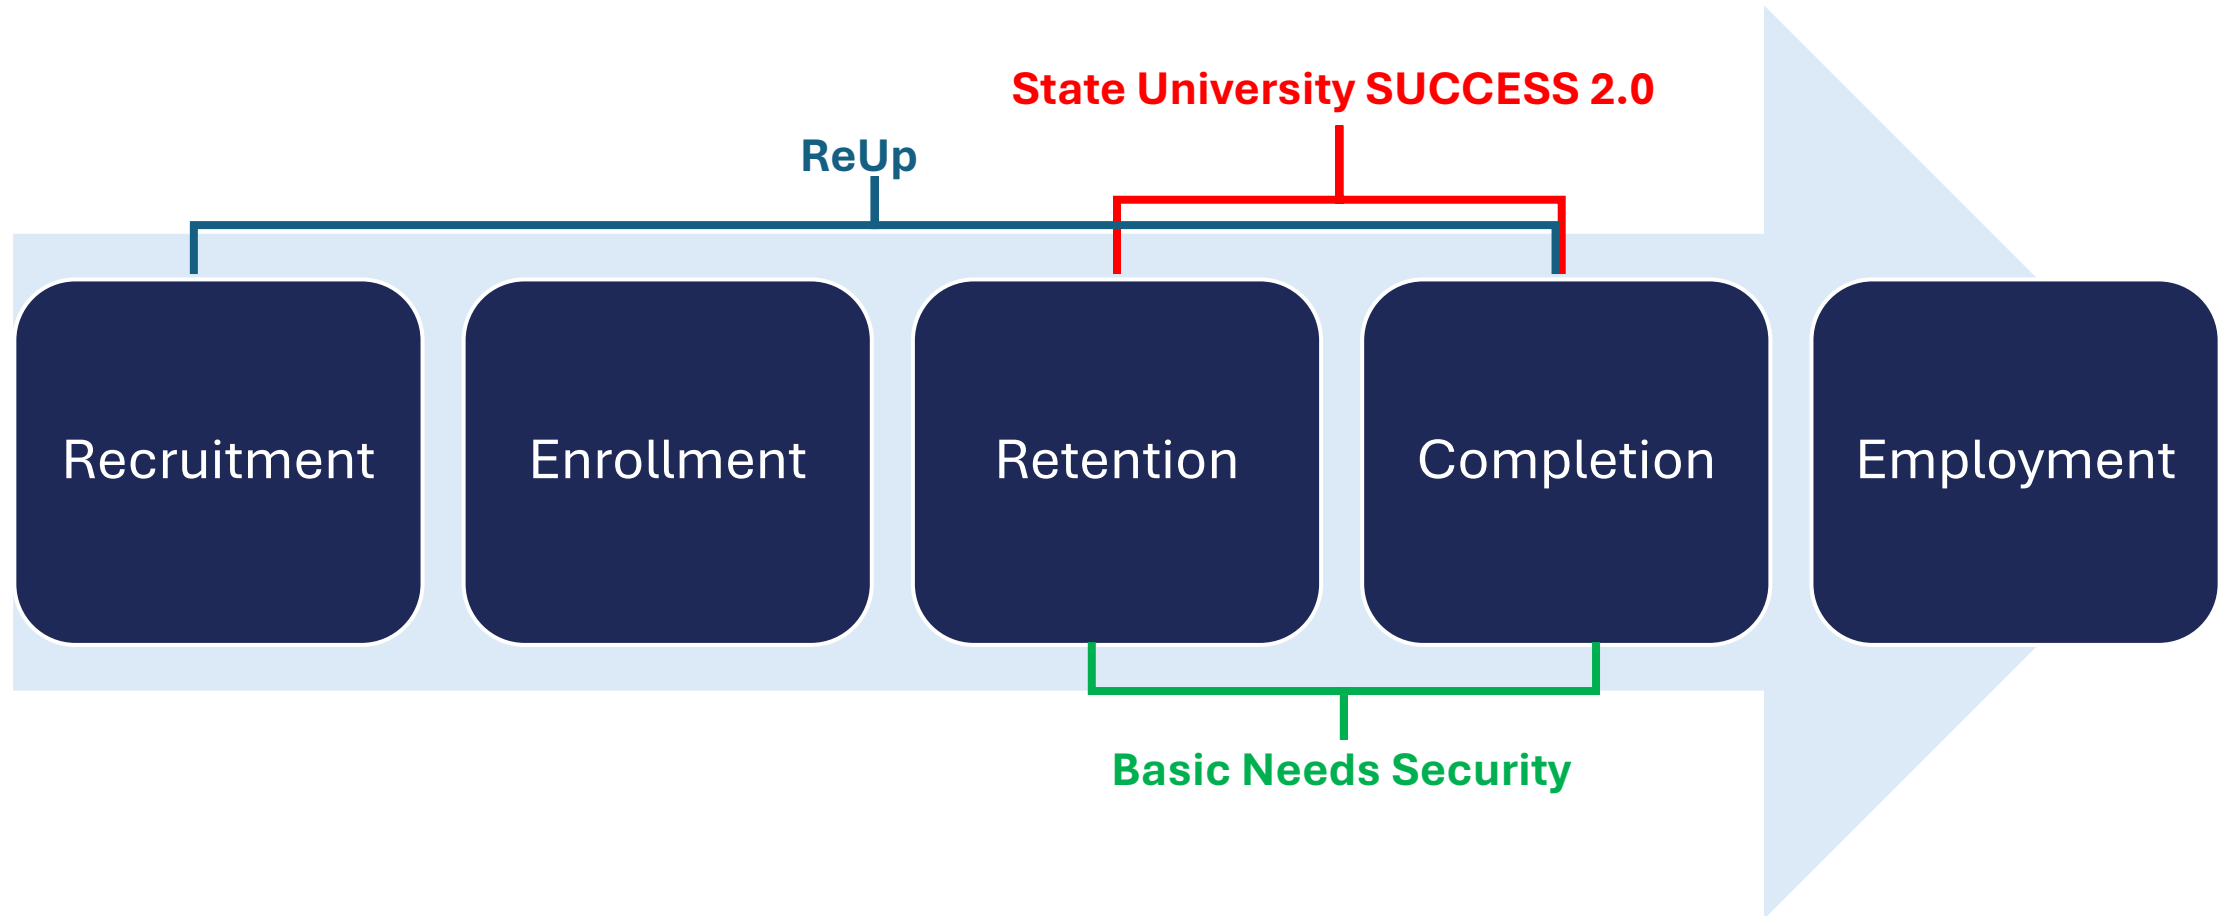 State University SUCCESS 2.0
ReUp
Recruitment
Enrollment
Retention
Completion
Employment
Basic Needs Security